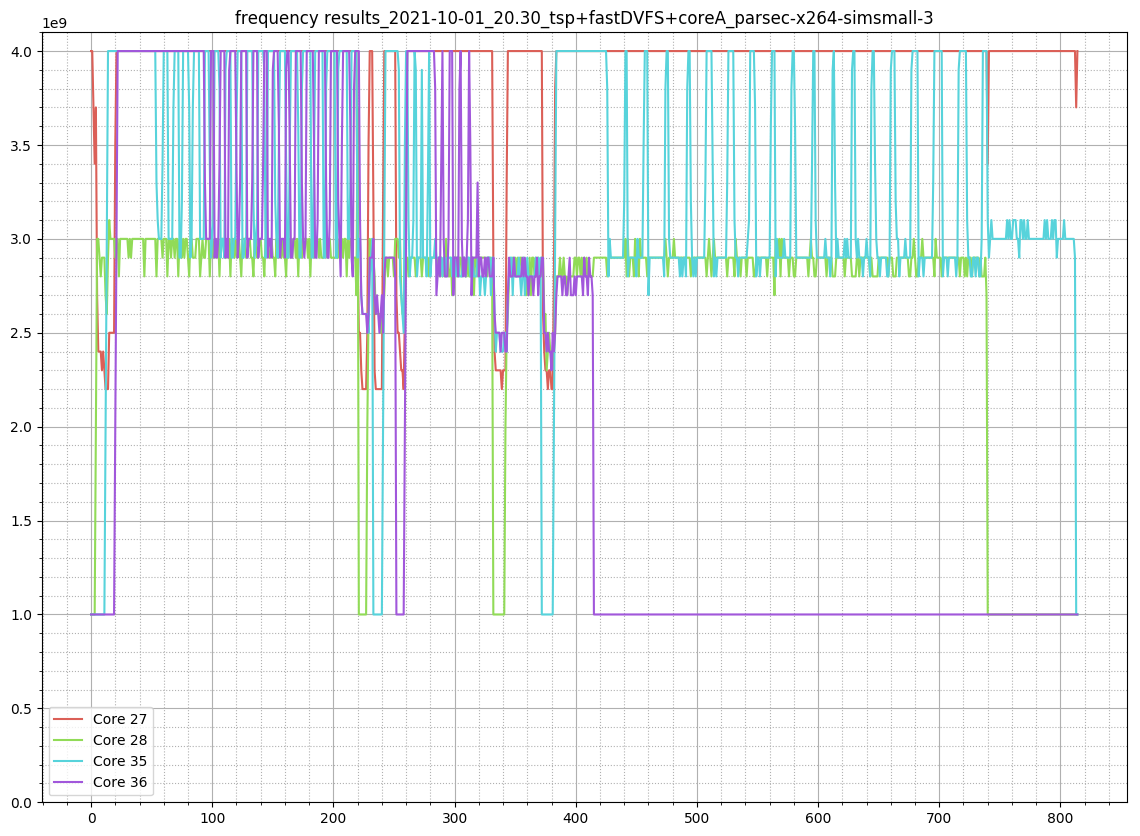 frequency results_2021-10-01_20.30_tsp+fastDVFS+coreA_parsec-x264-simsmall-3
1e9
4.0
3.5
3.0
2.5
2.0
1.5
1.0
0.5
0.0
Core 27
Core 28
Core 35
Core 36
0 100 200 300 400 500 600 700 800